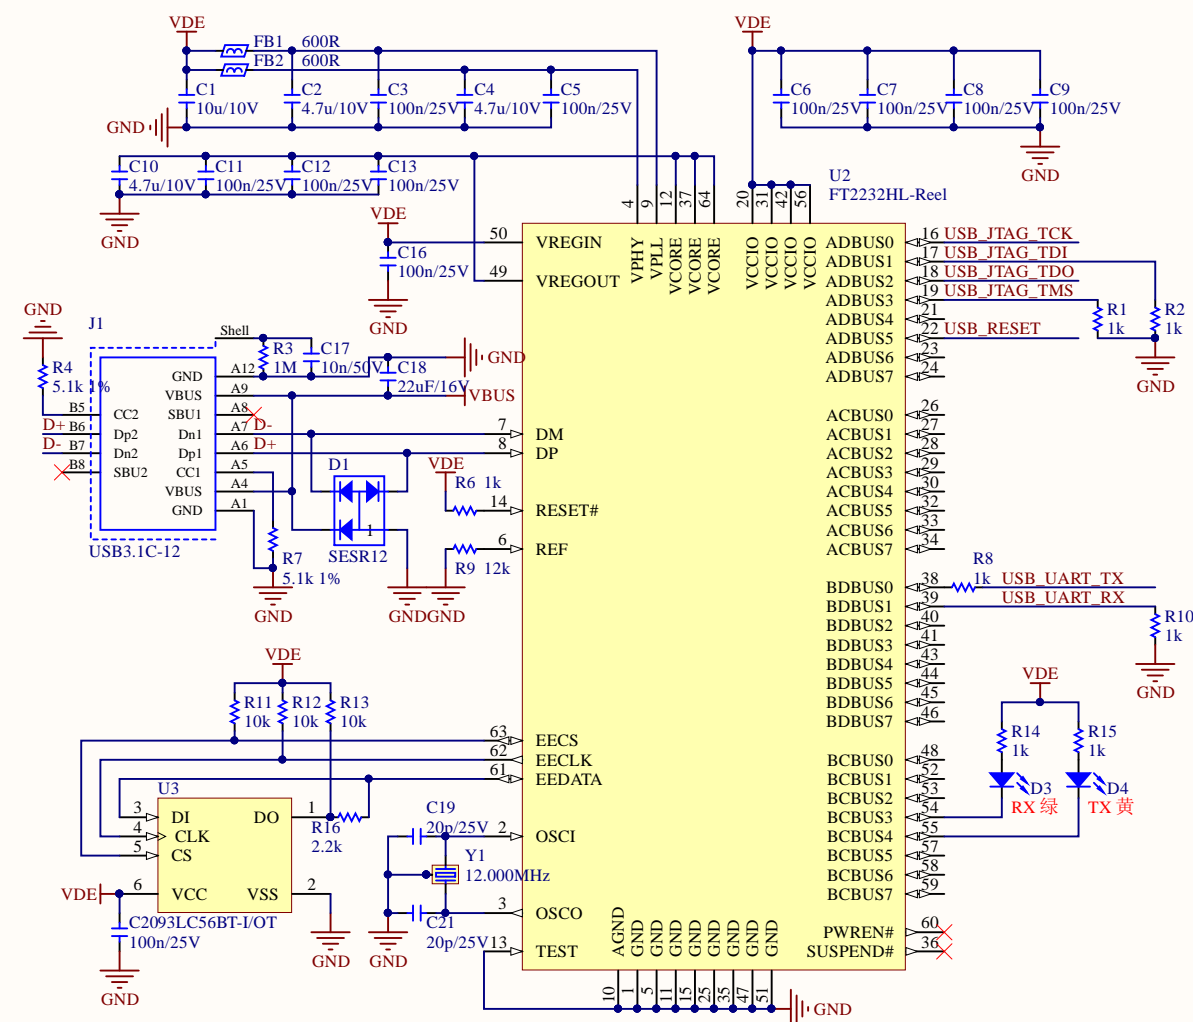 VDE
FB1 600R
FB2 600R
C1
10u/10V
C2
4.7u/10V
C3
100n/25V
C4
4.7u/10V
C5
100n/25V
GND
VDE
C6
100n/25V
C7
100n/25V
C8
100n/25V
C9
100n/25V
GND
C10
4.7u/10V
C11
100n/25V
C12
100n/25V
C13
100n/25V
GND
VDE
C16
100n/25V
GND
U2
FT2232HL-Reel
4
9
12
37
64
20
31
42
56
VPHY
VPLL
VCORE
VCORE
VCORE
VCCIO
VCCIO
VCCIO
VCCIO
50 VREGIN
49 VREGOUT
7 DM
8 DP
14 RESET#
6 REF
63 EECS
62 EECLK
61 EEDATA
2 OSCI
3 OSCO
13 TEST
ADBUS0 16 USB_JTAG_TCK
ADBUS1 17 USB_JTAG_TDI
ADBUS2 18 USB_JTAG_TDO
ADBUS3 19 USB_JTAG_TMS
ADBUS4 21
ADBUS5 22 USB_RESET
ADBUS6 23
ADBUS7 24
R1
1k
R2
1k
GND
ACBUS0 26
ACBUS1 27
ACBUS2 28
ACBUS3 29
ACBUS4 30
ACBUS5 32
ACBUS6 33
ACBUS7 34
BDBUS0 38
BDBUS1 39
BDBUS2 40
BDBUS3 41
BDBUS4 43
BDBUS5 44
BDBUS6 45
BDBUS7 46
R8
1k
USB_UART_TX
USB_UART_RX
R10
1k
GND
BCBUS0 48
BCBUS1 52
BCBUS2 53
BCBUS3 54
BCBUS4 55
BCBUS5 57
BCBUS6 58
BCBUS7 59
PWREN# 60
SUSPEND# 36
VDE
R14
1k
R15
1k
D3
RX 绿
D4
TX 黄
AGND
GND
GND
GND
GND
GND
GND
GND
GND
10
1
5
11
15
25
35
47
51
GND
GND
J1
R4
5.1k 1%
Shell
R3
1M
C17
10n/50V
C18
22uF/16V
GND
VBUS
GND A12
VBUS A9
SBU1 A8
Dn1 A7 D-
Dp1 A6 D+
CC1 A5
VBUS A4
GND A1
B5 CC2
D+ B6 Dp2
D- B7 Dn2
B8 SBU2
USB3.1C-12
R7
5.1k 1%
GND
D1
1
SESR12
GND
VDE
R6 1k
R9 12k
GND
VDE
R11
10k
R12
10k
R13
10k
U3
3 DI
4 CLK
5 CS
6 VCC
DO 1
VSS 2
R16
2.2k
VDE
C2093LC56BT-I/OT
100n/25V
GND
GND
C19
20p/25V
Y1
12.000MHz
C21
20p/25V
GND